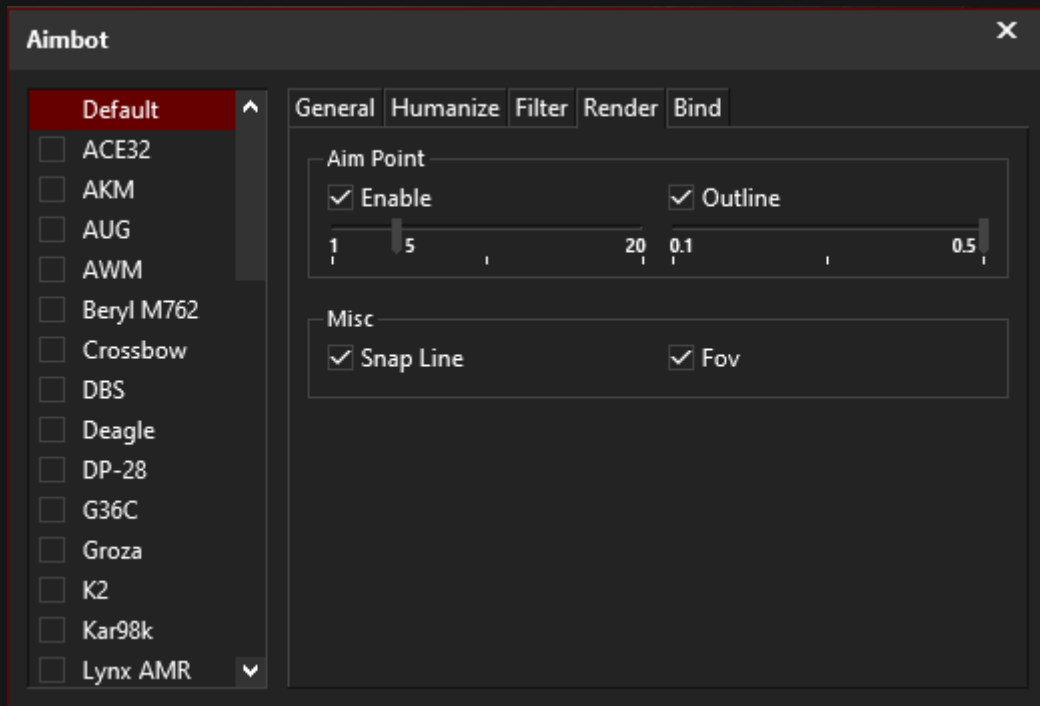 Aimbot
Default
ACE32
AKM
AUG
AWM
Beryl M762
Crossbow
DBS
Deagle
DP-28
G36C
Groza
K2
Kar98k
Lynx AMR
General Humanize Filter Render Bind
Aim Point
Enable Outline
1 5 20 0.1 0.5
Misc
Snap Line Fov